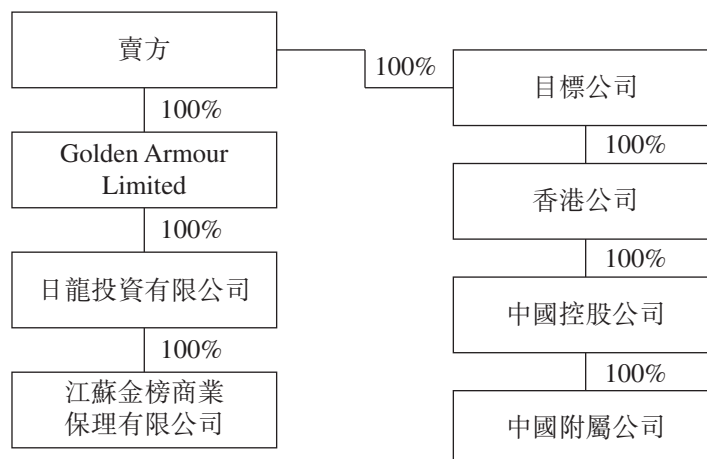 賣方
100%
目標公司
100%
Golden Armour
Limited
100%
香港公司
100%
日龍投資有限公司
100%
中國控股公司
100%
江蘇金榜商業
保理有限公司
100%
中國附屬公司